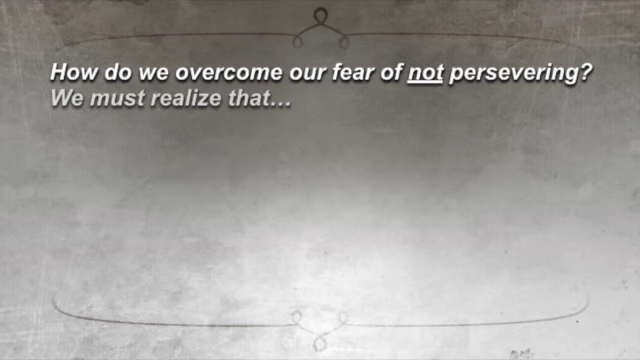 How do we overcome our fear of not persevering?
We must realize that…